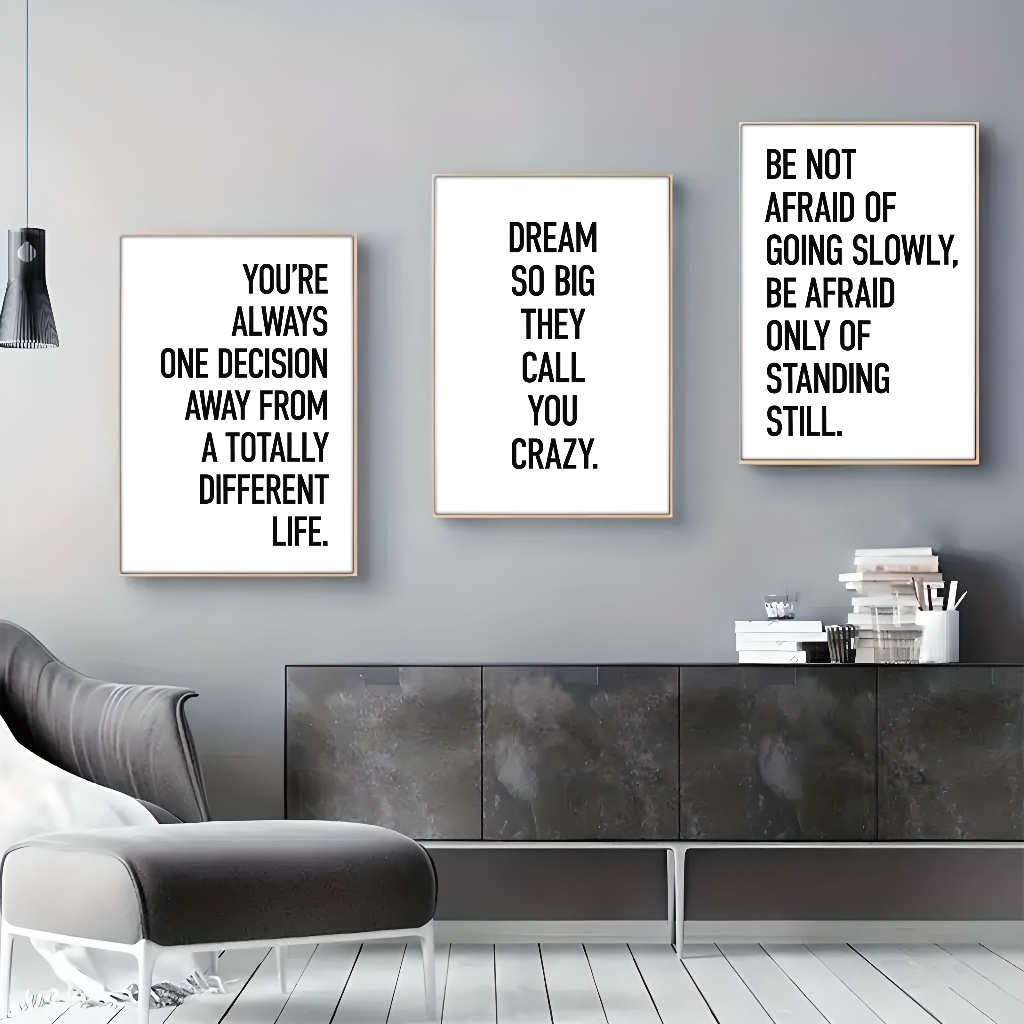 YOU'RE
ALWAYS
ONE DECISION
AWAY FROM
A TOTALLY
DIFFERENT
LIFE.
DREAM
SO BIG
THEY
CALL
YOU
CRAZY.
BE NOT
AFRAID OF
GOING SLOWLY,
BE AFRAID
ONLY OF
STANDING
STILL.